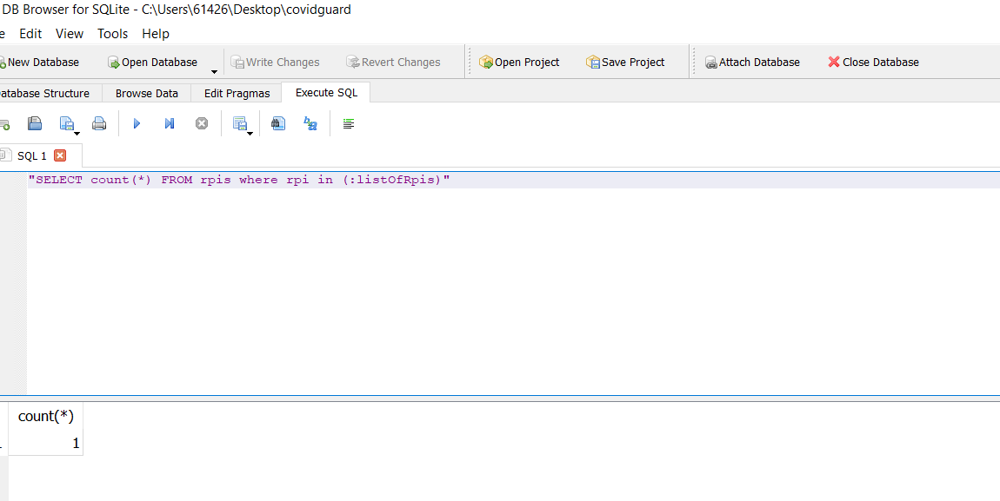 DB Browser for SQLite - C:\Users\61426\Desktop\covidguard
e Edit View Tools Help
New Database Open Database Write Changes Revert Changes Open Project Save Project Attach Database Close Database
atabase Structure Browse Data Edit Pragmas Execute SQL
SQL 1
"SELECT count(*) FROM rpis where rpi in (:listOfRpis)"
count(*)
1